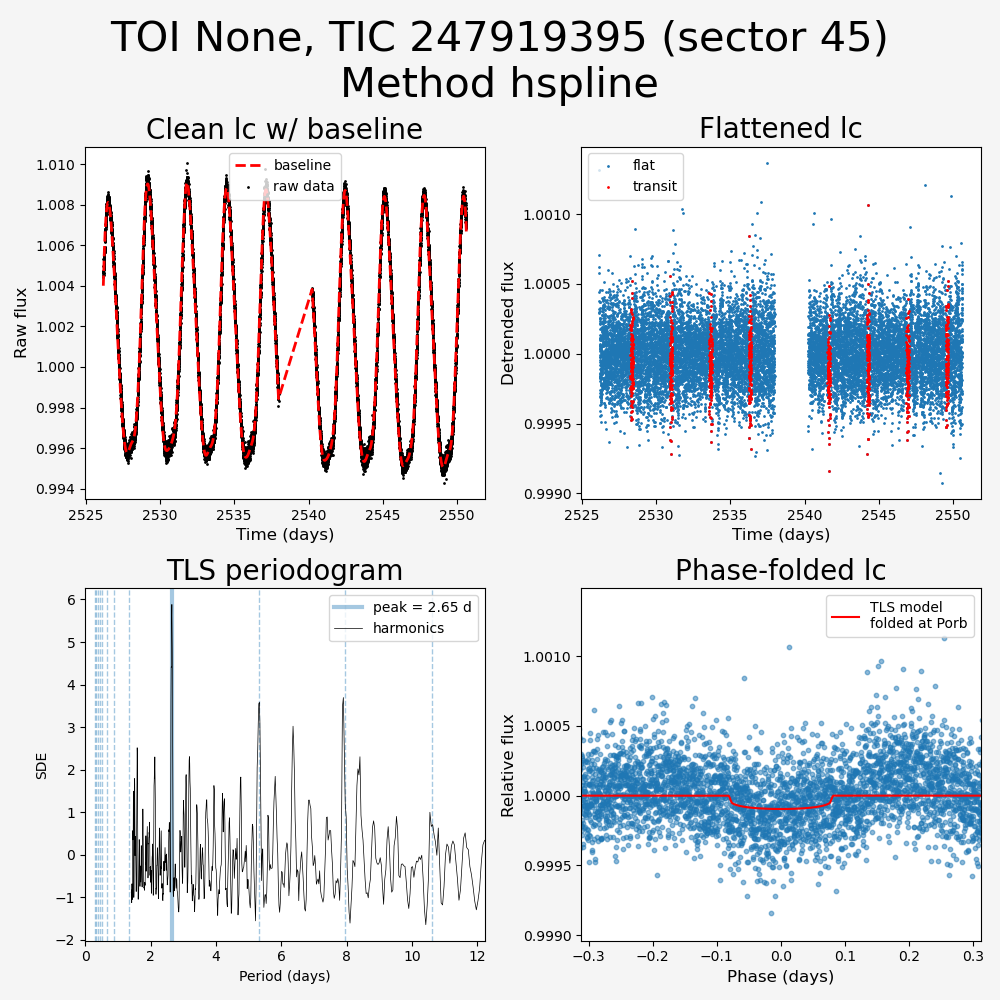 TOI None, TIC 247919395 (sector 45)
Method hspline
Clean lc w/ baseline
baseline
raw data
1.010
1.008
1.006
1.004
1.002
1.000
0.998
0.996
0.994
Raw flux
2525 2530 2535 2540 2545 2550
Time (days)
Flattened lc
flat
transit
1.0010
1.0005
1.0000
0.9995
0.9990
Detrended flux
2525 2530 2535 2540 2545 2550
Time (days)
TLS periodogram
peak = 2.65 d
harmonics
6
5
4
3
2
1
0
−1
−2
SDE
0 2 4 6 8 10 12
Period (days)
Phase-folded lc
TLS model
folded at Porb
1.0010
1.0005
1.0000
0.9995
0.9990
Relative flux
−0.3 −0.2 −0.1 0.0 0.1 0.2 0.3
Phase (days)